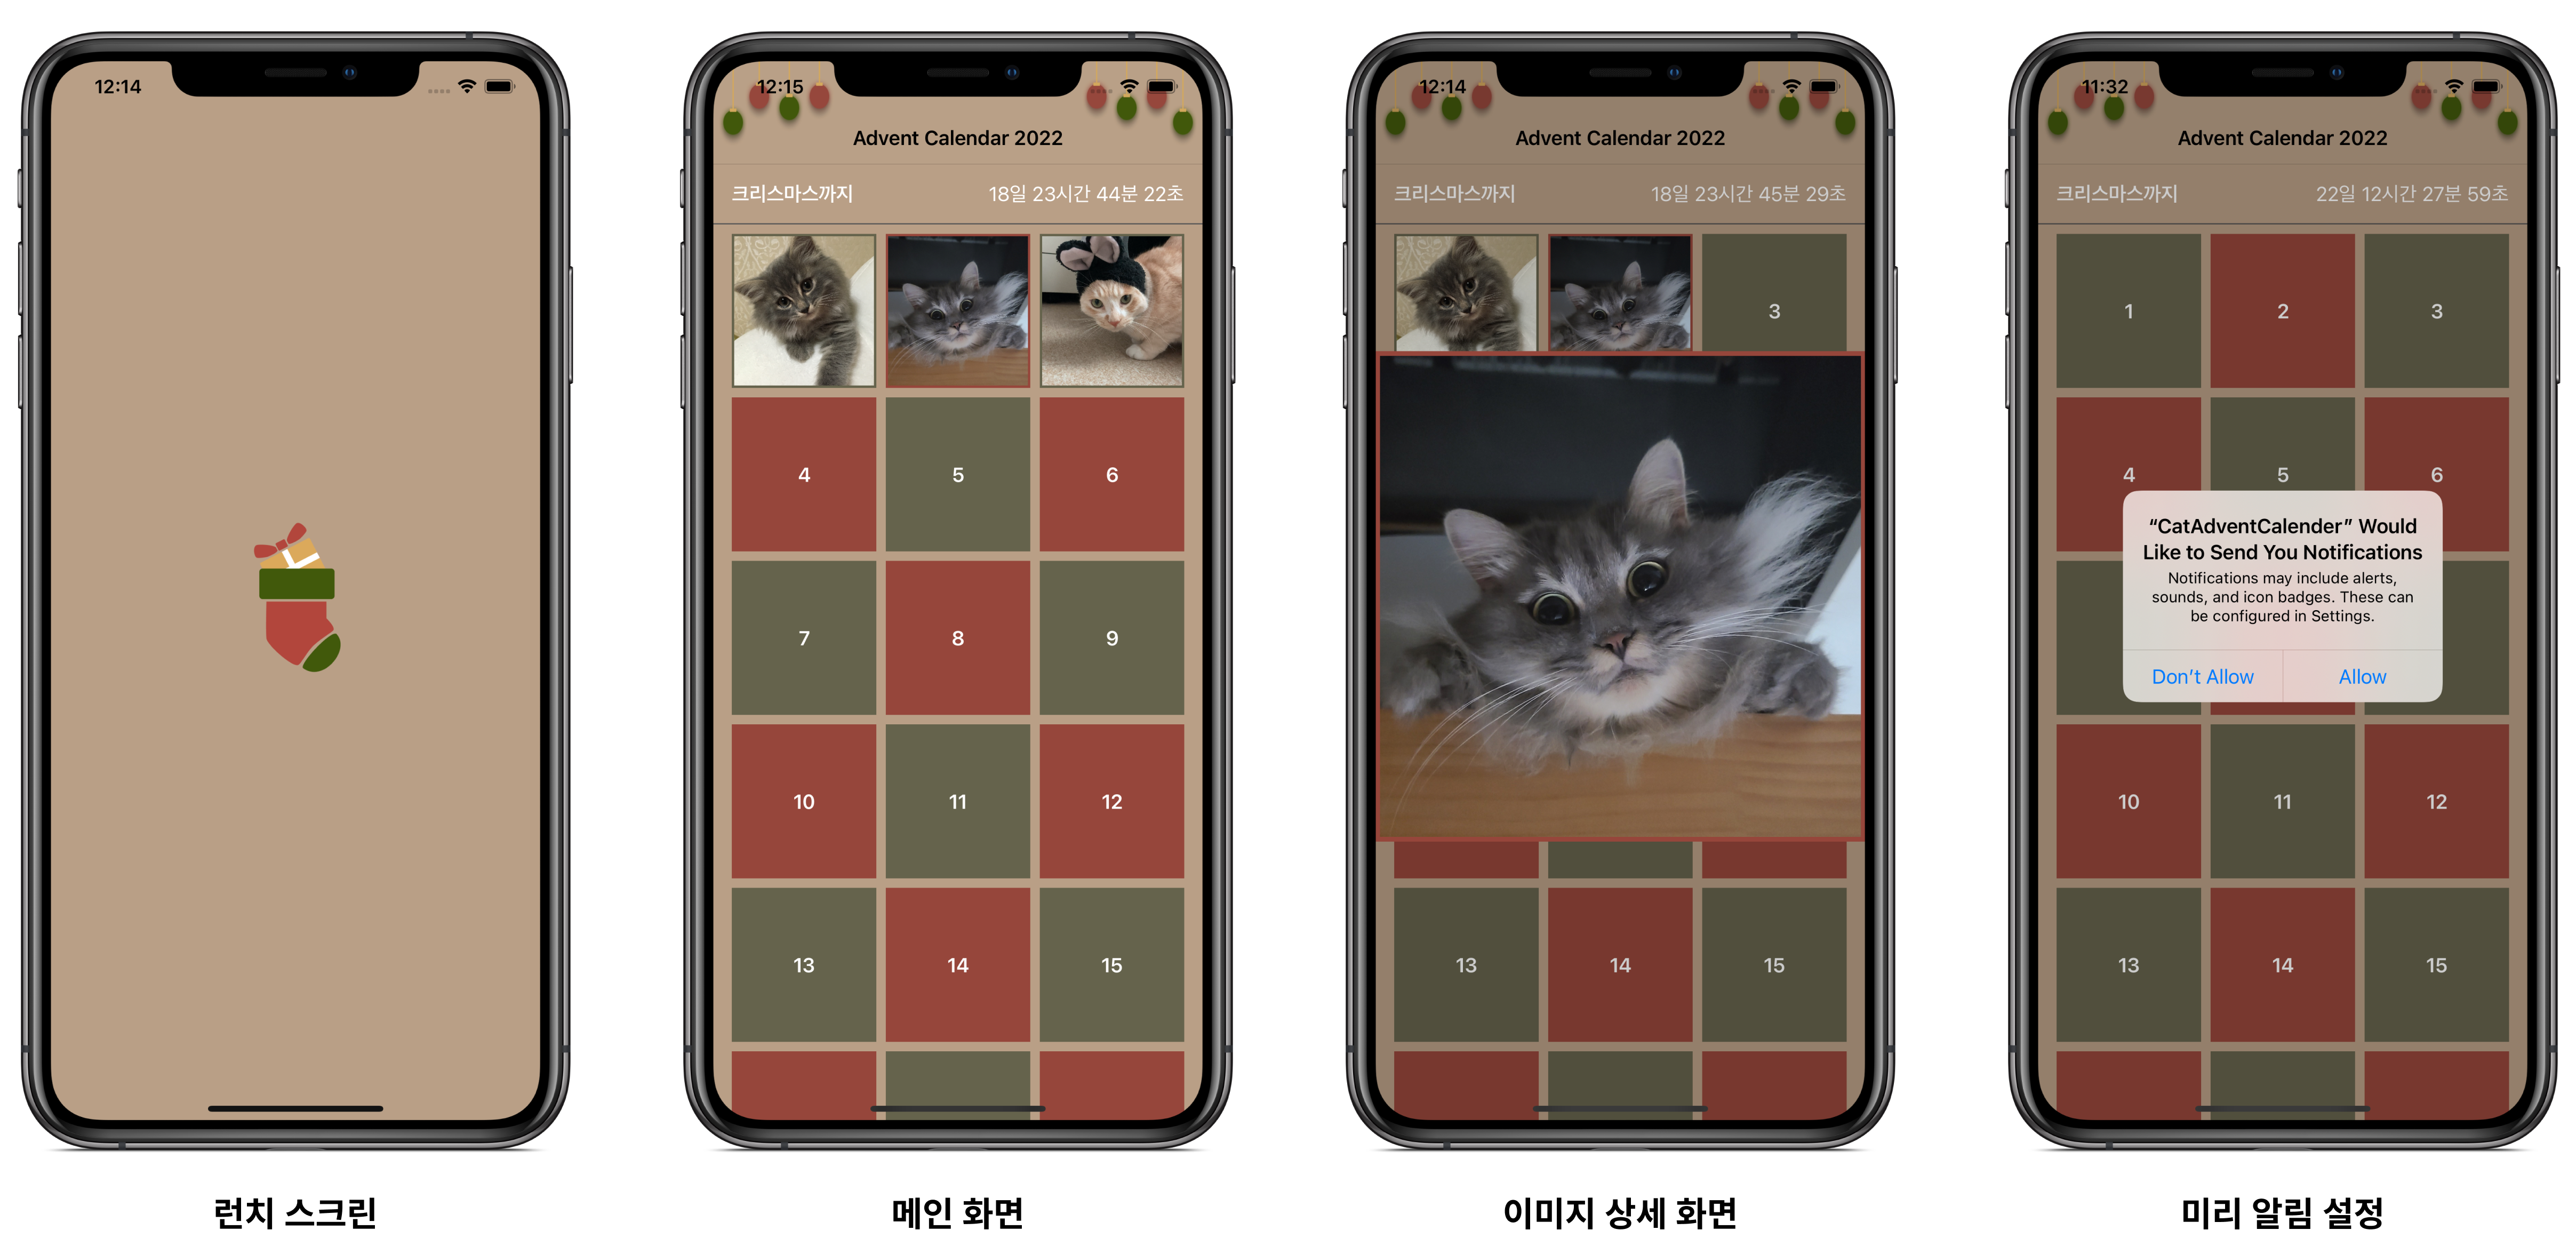 12:14
런치 스크린
12:15
Advent Calendar 2022
크리스마스까지 18일 23시간 44분 22초
4 5 6
7 8 9
10 11 12
13 14 15
메인 화면
12:14
Advent Calendar 2022
크리스마스까지 18일 23시간 45분 29초
3
13 14 15
이미지 상세 화면
11:32
Advent Calendar 2022
크리스마스까지 22일 12시간 27분 59초
1 2 3
4 5 6
“CatAdventCalender” Would
Like to Send You Notifications
Notifications may include alerts,
sounds, and icon badges. These can
be configured in Settings.
Don’t Allow Allow
10 11 12
13 14 15
미리 알림 설정